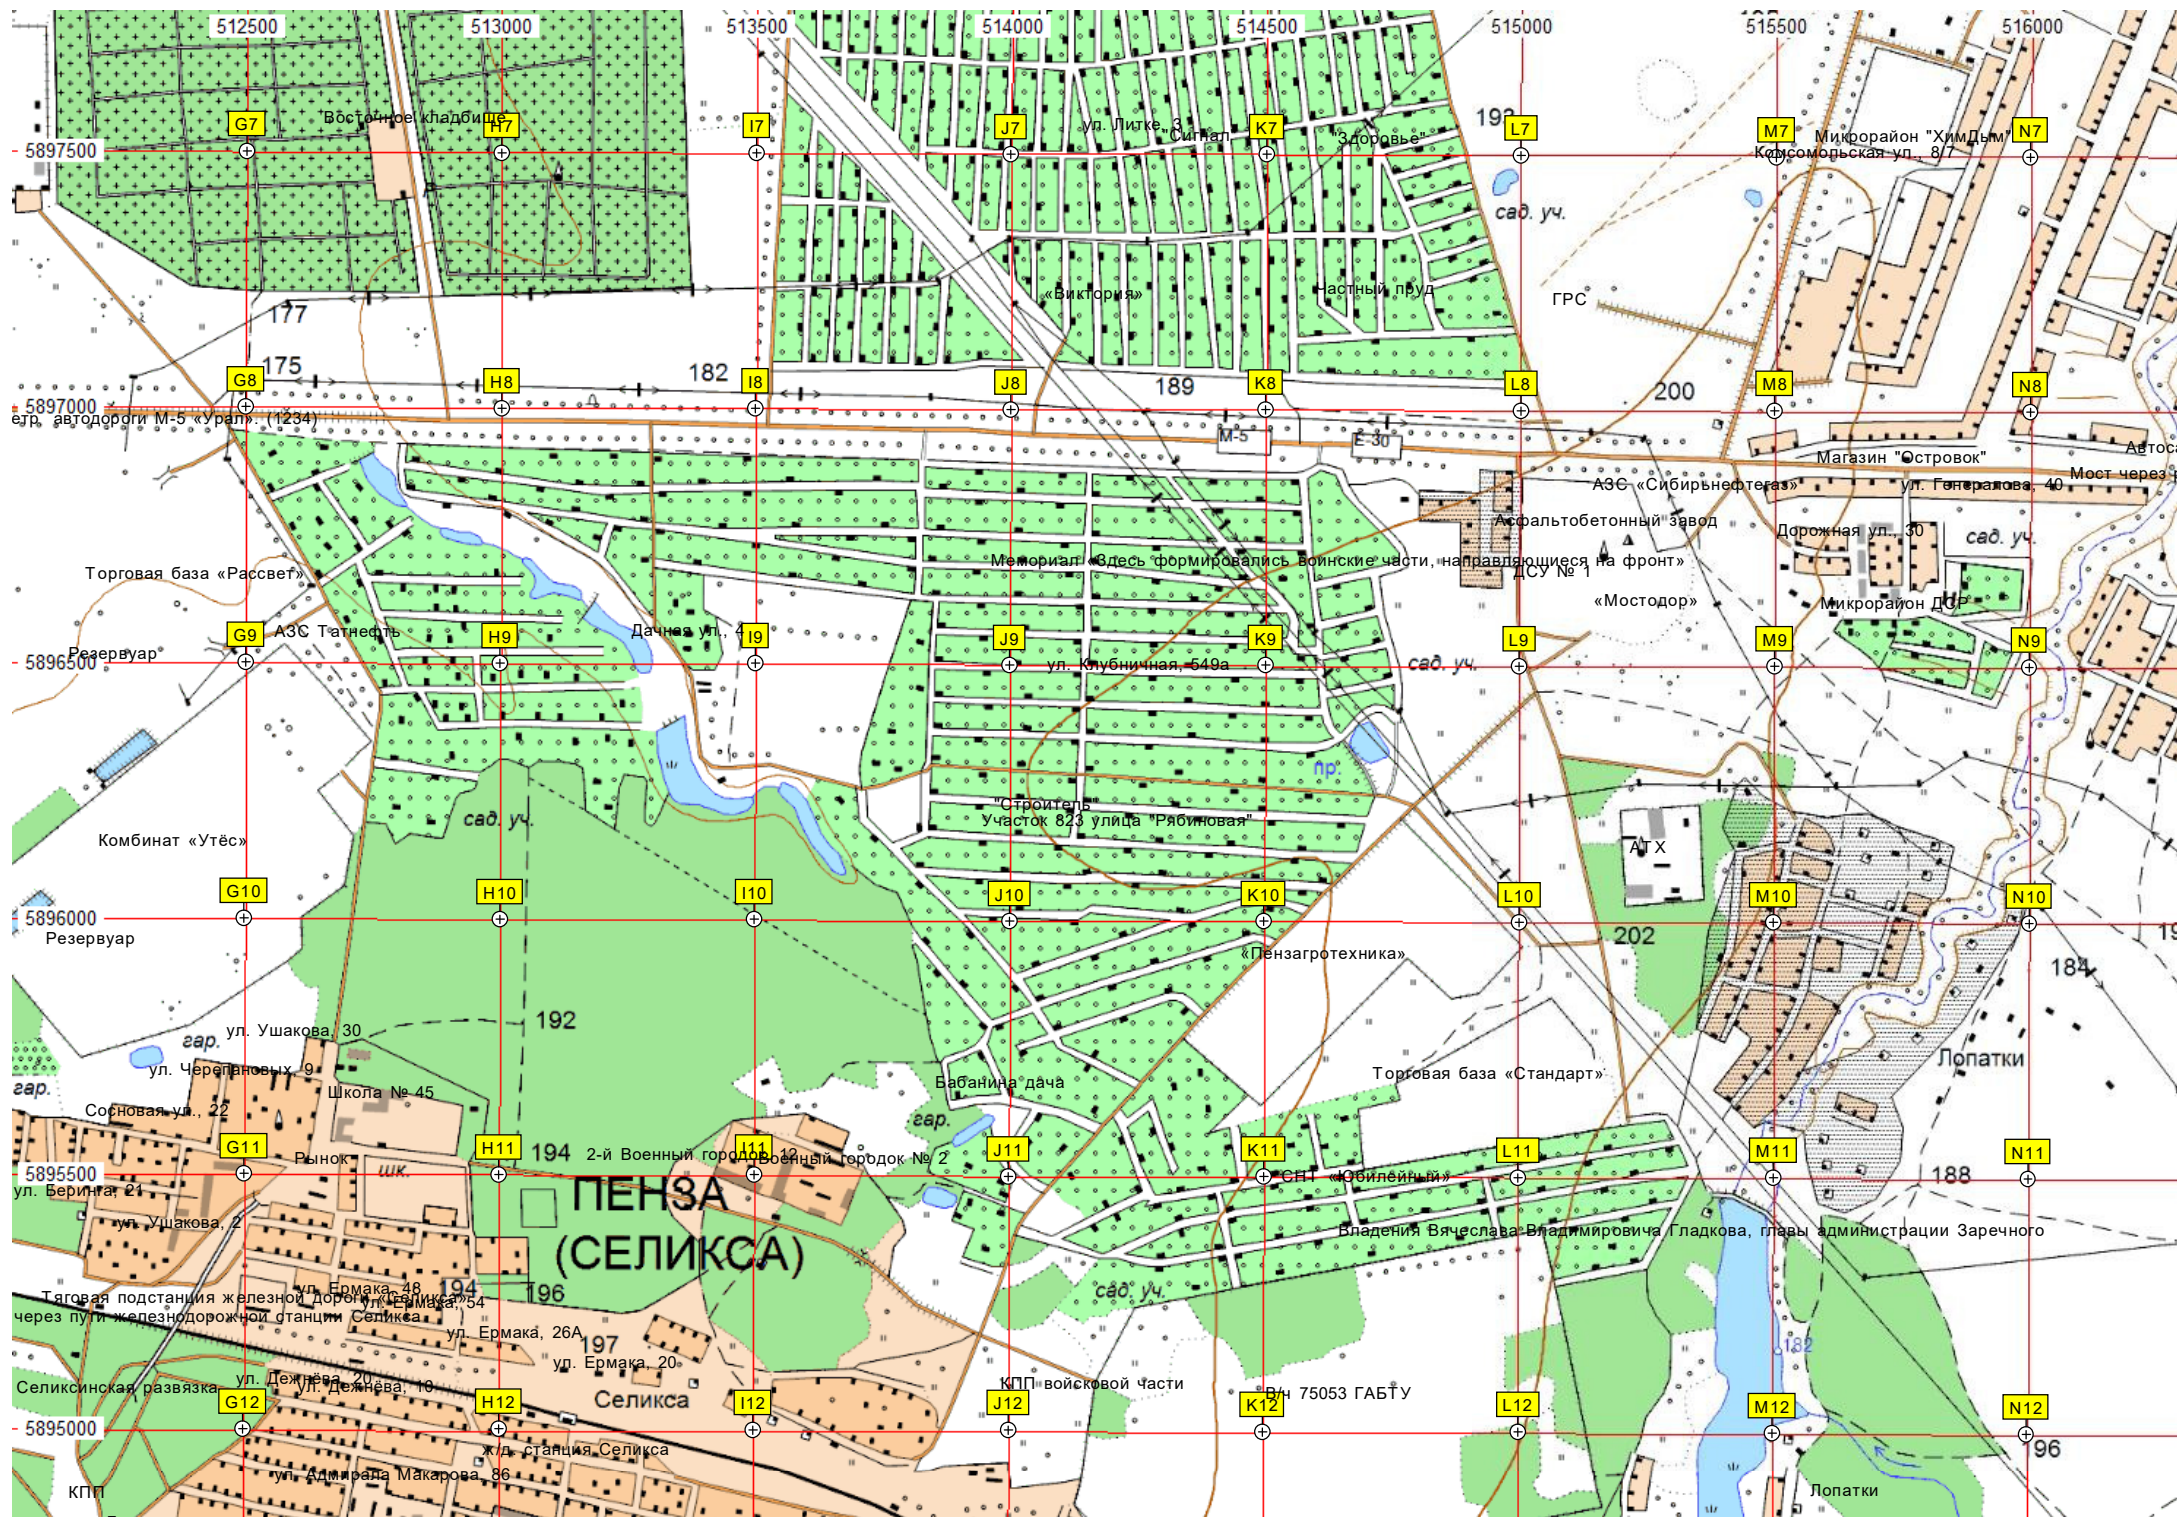 512500 513000 513500 514000 514500 515000 515500 516000
G7 Восточное кладбище H7 I7 J7 ул. Литке, 3 "Сигнал" K7 "Здоровье" L7 M7 Микрорайон "ХимДым" N7
5897500
Комсомольская ул., 8/7
сад. уч.
«Виктория»
Частный пруд
ГРС
177
175
182
189
200
G8 H8 I8 J8 K8 L8 M8 N8
5897000
етр. автодороги М-5 «Урал». (1234)
М-5
Е-30
Магазин "Островок"
Автоса
Мост через р
АЗС «Сибирьнефтегаз»
ул. Генералова, 40
Асфальтобетонный завод
Дорожная ул., 30
сад. уч.
Мемориал «Здесь формировались воинские части, направляющиеся на фронт»
ДСУ № 1
Торговая база «Рассвет»
«Мостодор»
Микрорайон ДСР
G9 АЗС Татнефть H9 Дачная ул., 4 I9 J9 K9 L9 M9 N9
Резервуар
5896500
ул. Клубничная, 549а
сад. уч.
пр.
"Строитель"
сад. уч.
Участок 823 улица "Рябиновая"
Комбинат «Утёс»
АТХ
G10 H10 I10 J10 K10 L10 M10 N10
5896000
Резервуар
202
19
«Пензагротехника»
184
192
ул. Ушакова, 30
гар.
Лопатки
ул. Черепановых, 9
Торговая база «Стандарт»
Бабанина дача
гар.
Школа № 45
Сосновая ул., 22
гар.
G11 H11 194 2-й Военный городок, 12 I11 Военный городок № 2 J11 K11 L11 M11 N11
Рынок
5895500
шк.
СНТ «Юбилейный»
188
ул. Беринга, 21
ПЕНЗА
ул. Ушакова, 2
Владения Вячеслава Владимировича Гладкова, главы администрации Заречного
(СЕЛИКСА)
ул. Ермака, 48
194
196
сад. уч.
Тяговая подстанция железной дороги «Селикса»
ул. Ермака, 54
через пути железнодорожной станции Селикса
ул. Ермака, 26А
197
182
ул. Ермака, 20
ул. Дежнёва, 20
Селиксинская развязка
ул. Дежнёва, 10
КПП войсковой части
В/ч 75053 ГАБТУ
Селикса
G12 H12 I12 J12 K12 L12 M12 N12
5895000
ж/д. станция Селикса
96
ул. Адмирала Макарова, 86
КПП
Лопатки